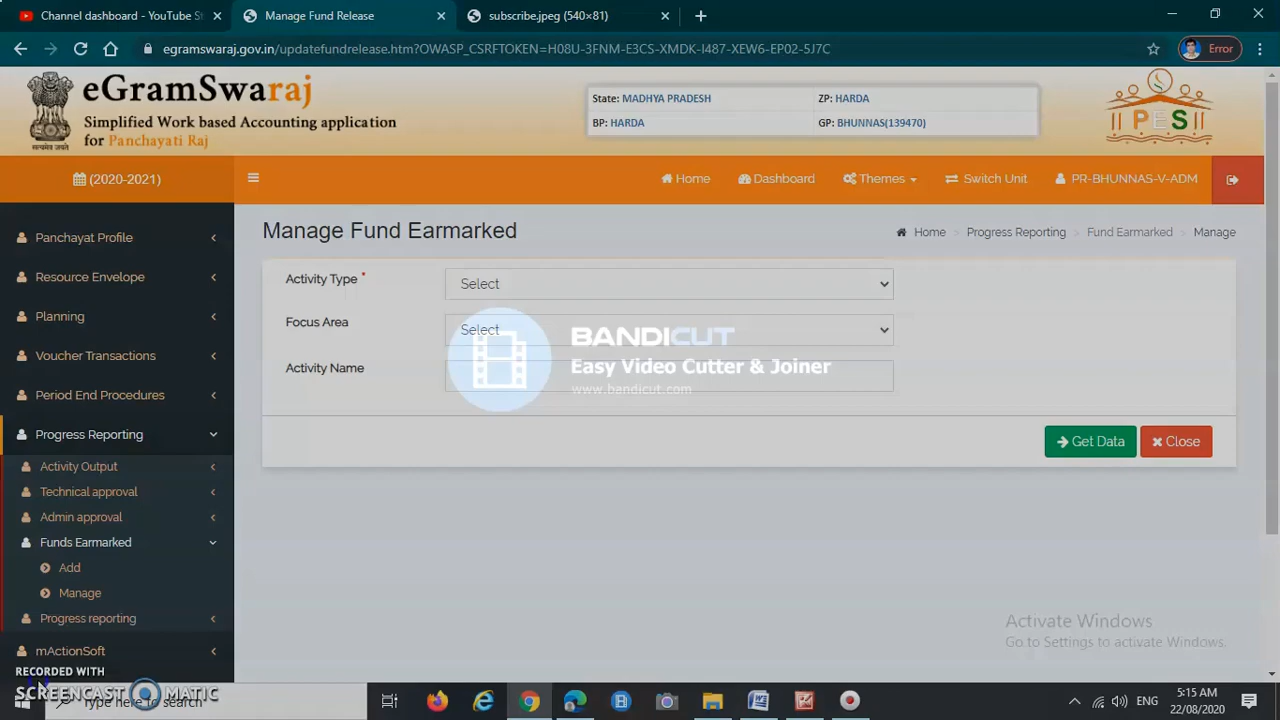 Channel dashboard - YouTube St
Manage Fund Release
subscribe.jpeg (540×81)
egramswaraj.gov.in/updatefundrelease.htm?OWASP_CSRFTOKEN=H08U-3FNM-E3CS-XMDK-I487-XEW6-EP02-5J7C
Error
eGramSwaraj
Simplified Work based Accounting application
for Panchayati Raj
सत्यमेव जयते
State: MADHYA PRADESH
ZP: HARDA
BP: HARDA
GP: BHUNNAS(139470)
PES
(2020-2021)
Home
Dashboard
Themes
Switch Unit
PR-BHUNNAS-V-ADM
Panchayat Profile
Resource Envelope
Planning
Voucher Transactions
Period End Procedures
Progress Reporting
Activity Output
Technical approval
Admin approval
Funds Earmarked
Add
Manage
Progress reporting
mActionSoft
Manage Fund Earmarked
Home > Progress Reporting > Fund Earmarked > Manage
Activity Type *
Select
Focus Area
Select
Activity Name
BANDICUT
Easy Video Cutter & Joiner
www.bandicut.com
Get Data
Close
Activate Windows
Go to Settings to activate Windows.
RECORDED WITH
SCREENCAST MATIC
Type here to search
ENG
5:15 AM
22/08/2020